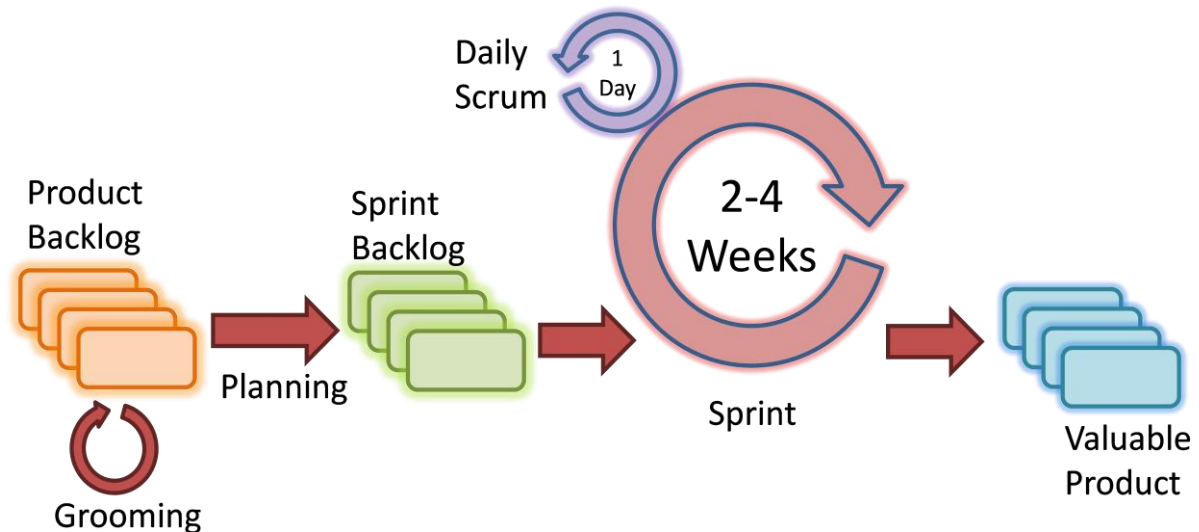 Product
Backlog
Grooming
Planning
Sprint
Backlog
Daily
Scrum
1
Day
2-4
Weeks
Sprint
Valuable
Product